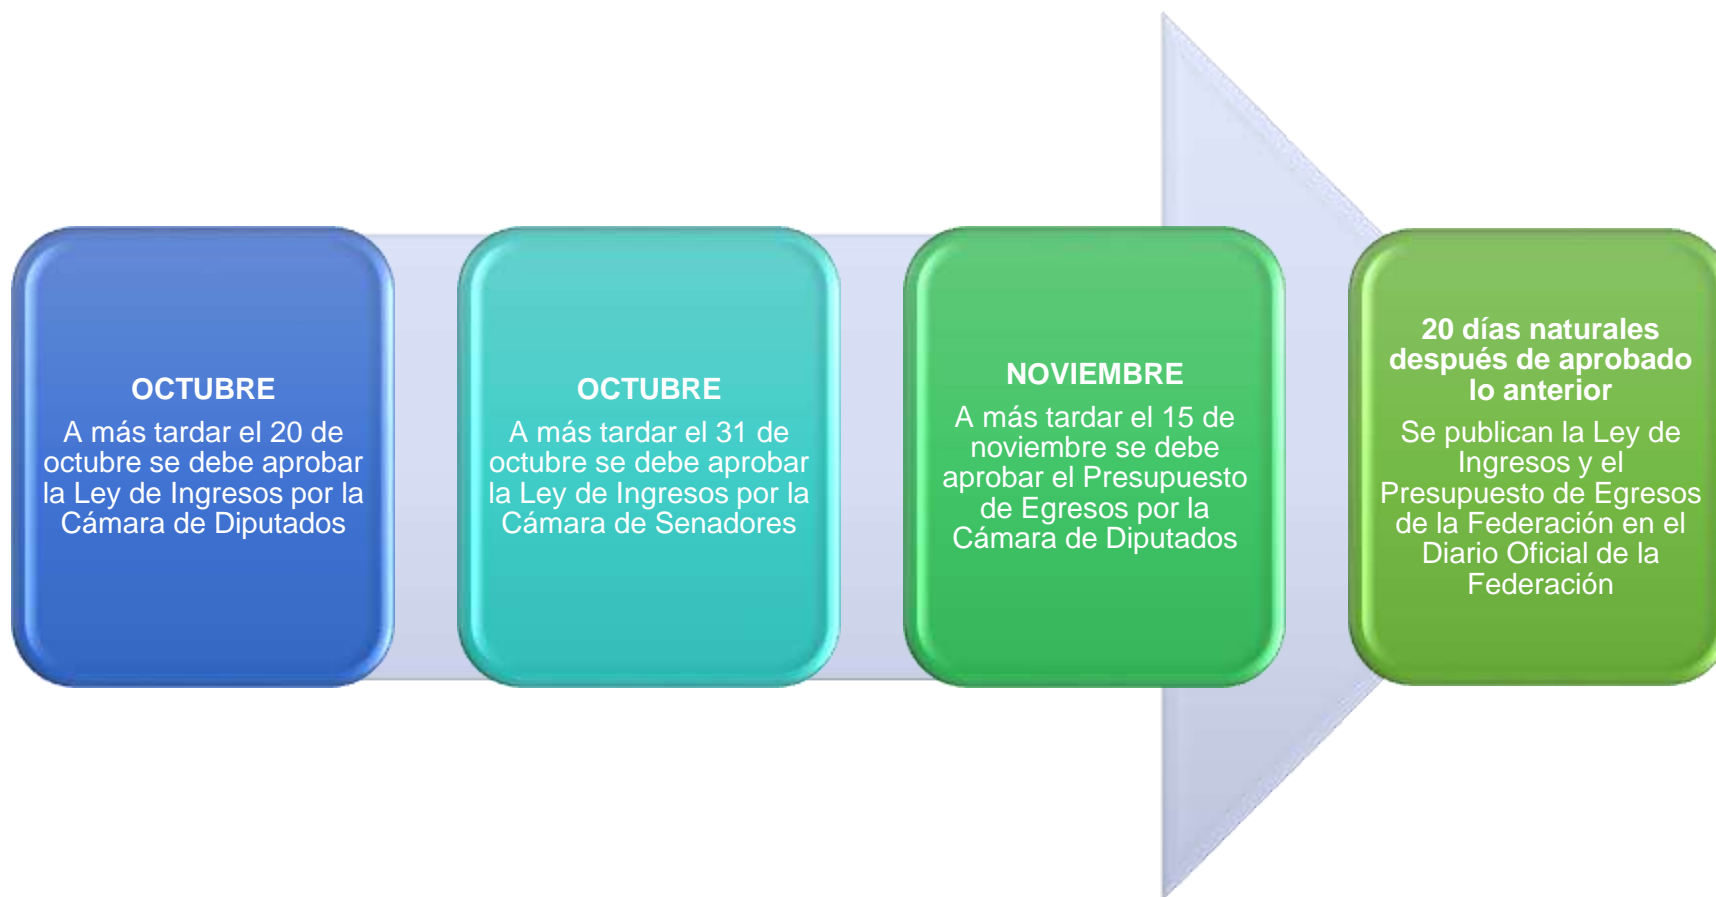 OCTUBRE
A más tardar el 20 de
octubre se debe aprobar
la Ley de Ingresos por la
Cámara de Diputados
OCTUBRE
A más tardar el 31 de
octubre se debe aprobar
la Ley de Ingresos por la
Cámara de Senadores
NOVIEMBRE
A más tardar el 15 de
noviembre se debe
aprobar el Presupuesto
de Egresos por la
Cámara de Diputados
20 días naturales
después de aprobado
lo anterior
Se publican la Ley de
Ingresos y el
Presupuesto de Egresos
de la Federación en el
Diario Oficial de la
Federación